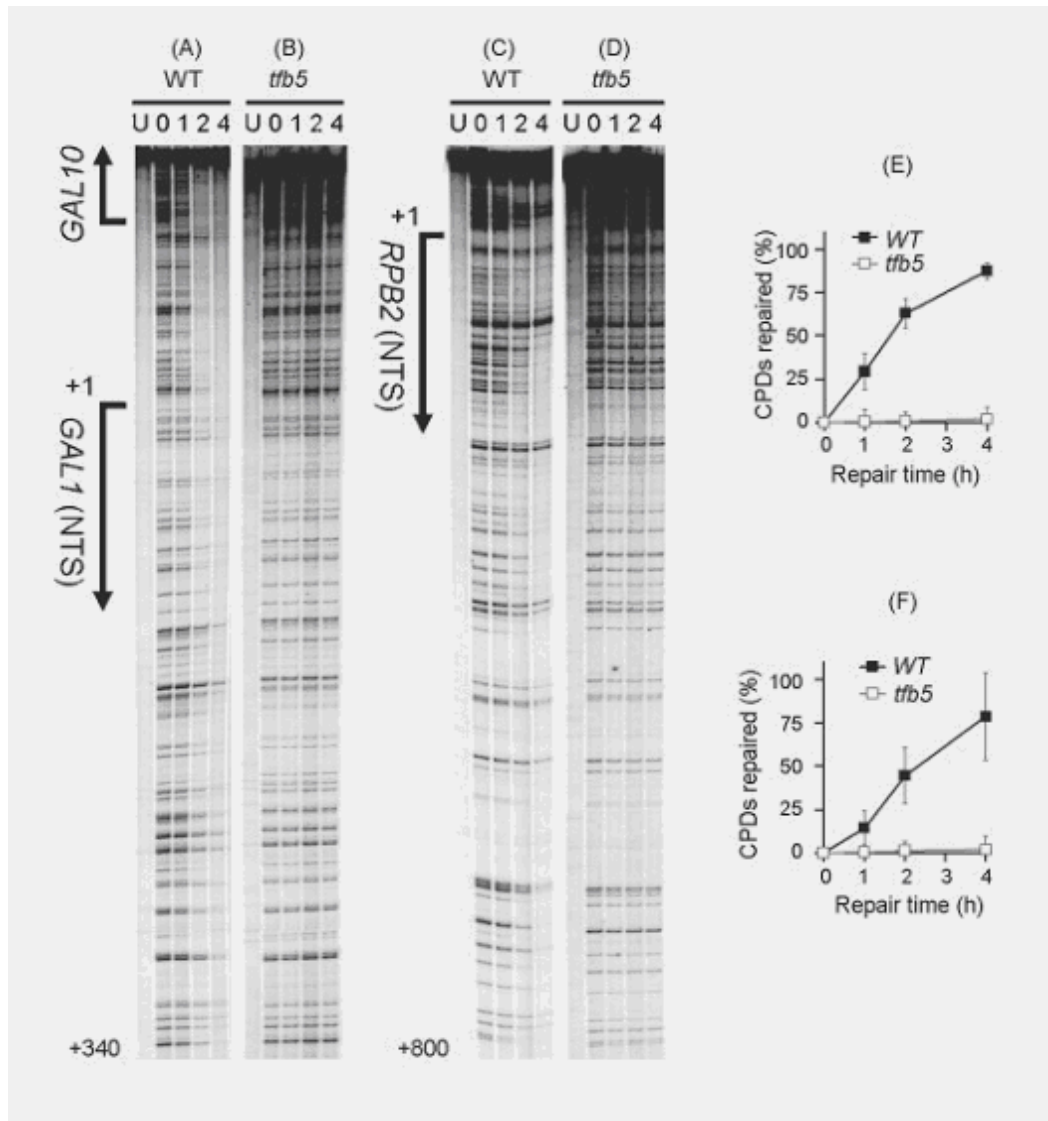 (A)
WT
U 0 1 2 4
(B)
tfb5
U 0 1 2 4
(C)
WT
U 0 1 2 4
(D)
tfb5
U 0 1 2 4
GAL10
+1
GAL1 (NTS)
+340
+1
RPB2 (NTS)
+800
(E)
WT
tfb5
CPDs repaired (%)
100
75
50
25
0
0 1 2 3 4
Repair time (h)
(F)
WT
tfb5
CPDs repaired (%)
100
75
50
25
0
0 1 2 3 4
Repair time (h)